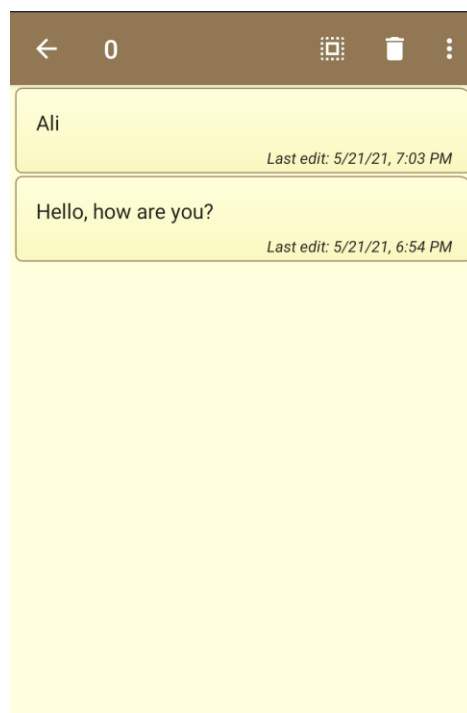 0
Ali
Last edit: 5/21/21, 7:03 PM
Hello, how are you?
Last edit: 5/21/21, 6:54 PM